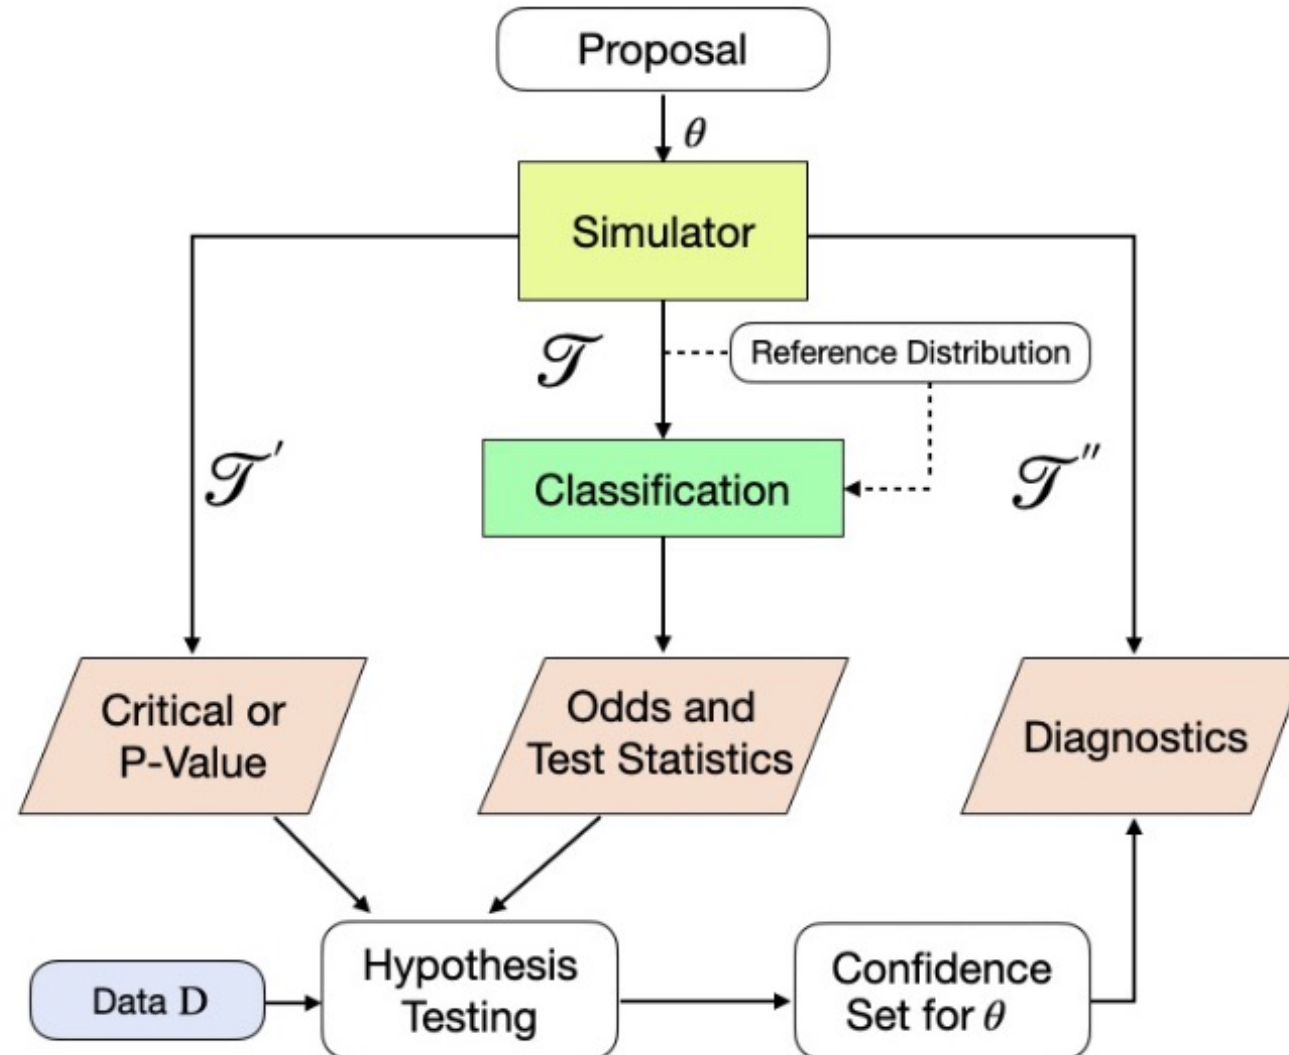 Proposal
θ
Simulator
𝒯
Reference Distribution
𝒯′
Classification
𝒯″
Critical or
P-Value
Odds and
Test Statistics
Diagnostics
Data D
Hypothesis
Testing
Confidence
Set for θ